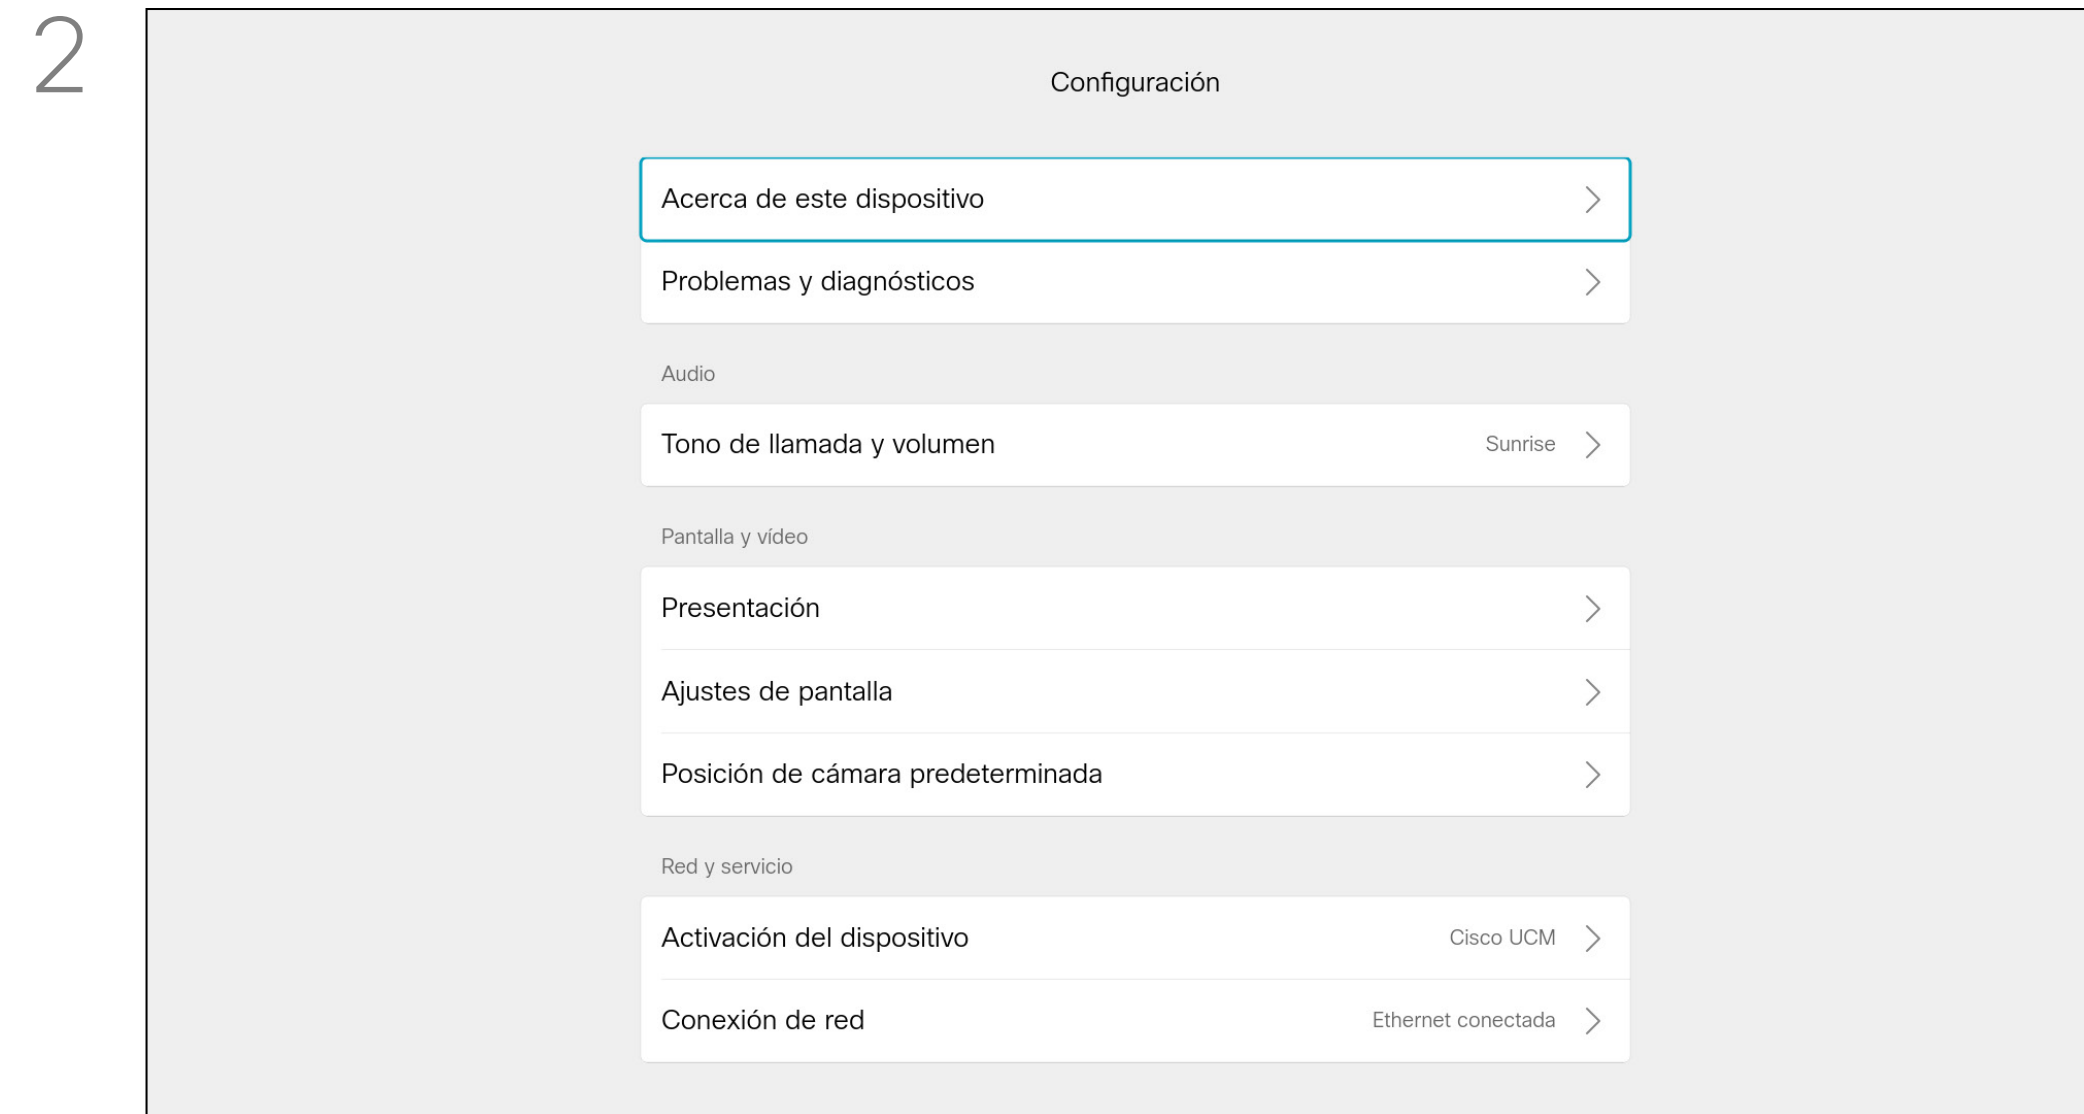 2
Configuración
Acerca de este dispositivo
Problemas y diagnósticos
Audio
Tono de llamada y volumen Sunrise
Pantalla y vídeo
Presentación
Ajustes de pantalla
Posición de cámara predeterminada
Red y servicio
Activación del dispositivo Cisco UCM
Conexión de red Ethernet conectada